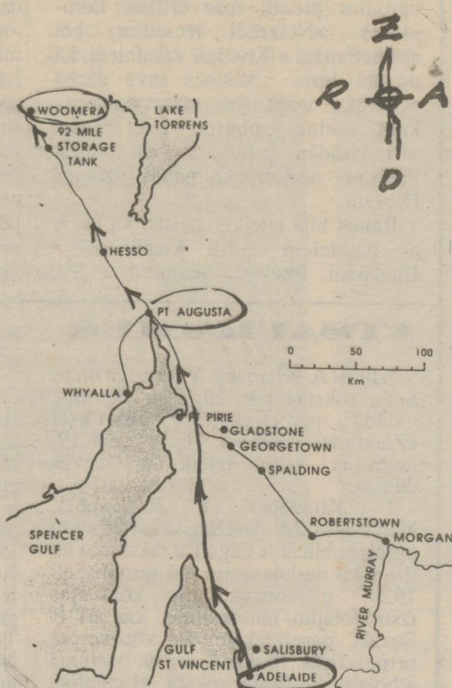 Z
R A
D
WOOMERA
92 MILE
STORAGE
TANK
LAKE
TORRENS
HESSO
PT AUGUSTA
0 50 100
Km
WHYALLA
PT PIRIE
GLADSTONE
GEORGETOWN
SPALDING
ROBERTSTOWN
MORGAN
SPENCER
GULF
RIVER MURRAY
GULF
ST VINCENT
SALISBURY
ADELAIDE